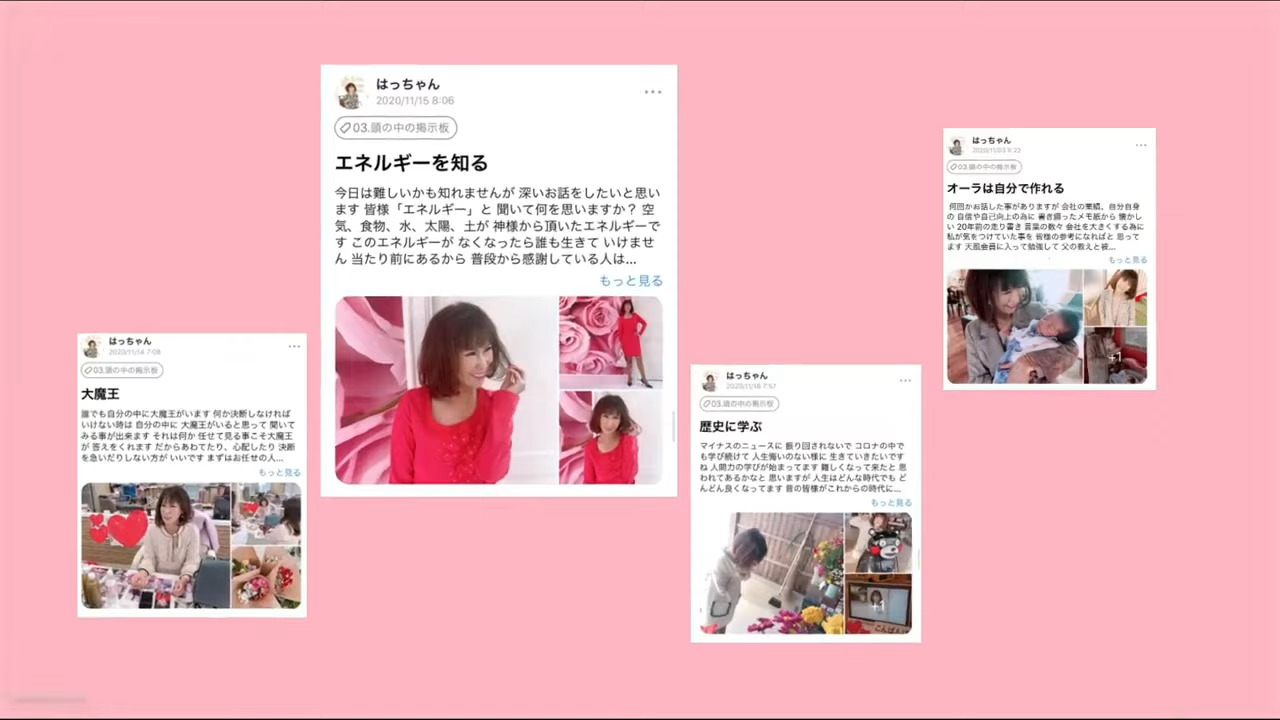 はっちゃん
2020/11/14 7:08
03.頭の中の掲示板
大魔王
誰でも自分の中に大魔王がいます 何か決断しなければ
いけない時は 自分の中に 大魔王がいると思って 聞いて
みる事が出来ます それは何か 任せて見る事こそ大魔王
が 答えをくれます だからあわてたり、心配したり 決断
を急いだりしない方が いいです まずはお任せの人...
もっと見る
はっちゃん
2020/11/15 8:06
03.頭の中の掲示板
エネルギーを知る
今日は難しいかも知れませんが 深いお話をしたいと思い
ます 皆様「エネルギー」と 聞いて何を思いますか？ 空
気、食物、水、太陽、土が 神様から頂いたエネルギーで
す このエネルギーが なくなったら誰も生きて いけませ
ん 当たり前にあるから 普段から感謝している人は...
もっと見る
はっちゃん
2020/11/18 7:57
03.頭の中の掲示板
歴史に学ぶ
マイナスのニュースに 振り回されないで コロナの中で
も学び続けて 人生悔いのない様に 生きていきたいです
ね 人間力の学びが始まってます 難しくなって来たと 思
われてあるかなと 思いますが 人生はどんな時代でも ど
んどん良くなってます 昔の皆様がこれからの時代に...
もっと見る
+1
はっちゃん
2020/11/03 9:22
03.頭の中の掲示板
オーラは自分で作れる
何回かお話した事がありますが 会社の業績、自分自身
の 自信や自己向上の為に 書き綴ったメモ紙から 懐かし
い 20年前の走り書き 言葉の数々 会社を大きくする為に
私が気をつけていた事を 皆様の参考になればと 思って
ます 天風会員に入って勉強して 父の教えと被...
もっと見る
+1